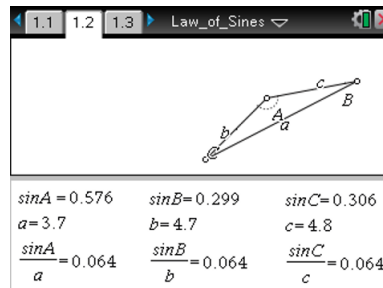 1.1 1.2 1.3 Law_of_Sines
c
B
A
a
b
sinA=0.576 sinB=0.299 sinC=0.306
a=3.7 b=4.7 c=4.8
sinA/a=0.064 sinB/b=0.064 sinC/c=0.064